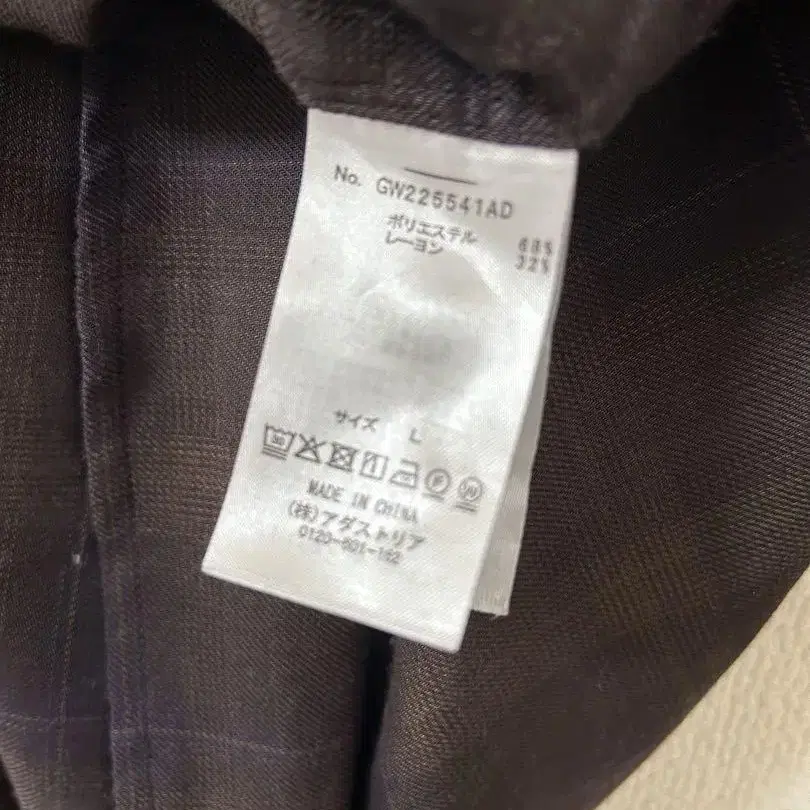 No. GW225541AD
ポリエステル 68%
レーヨン 32%
サイズ L
MADE IN CHINA
(株)アダストリア
0120-601-162